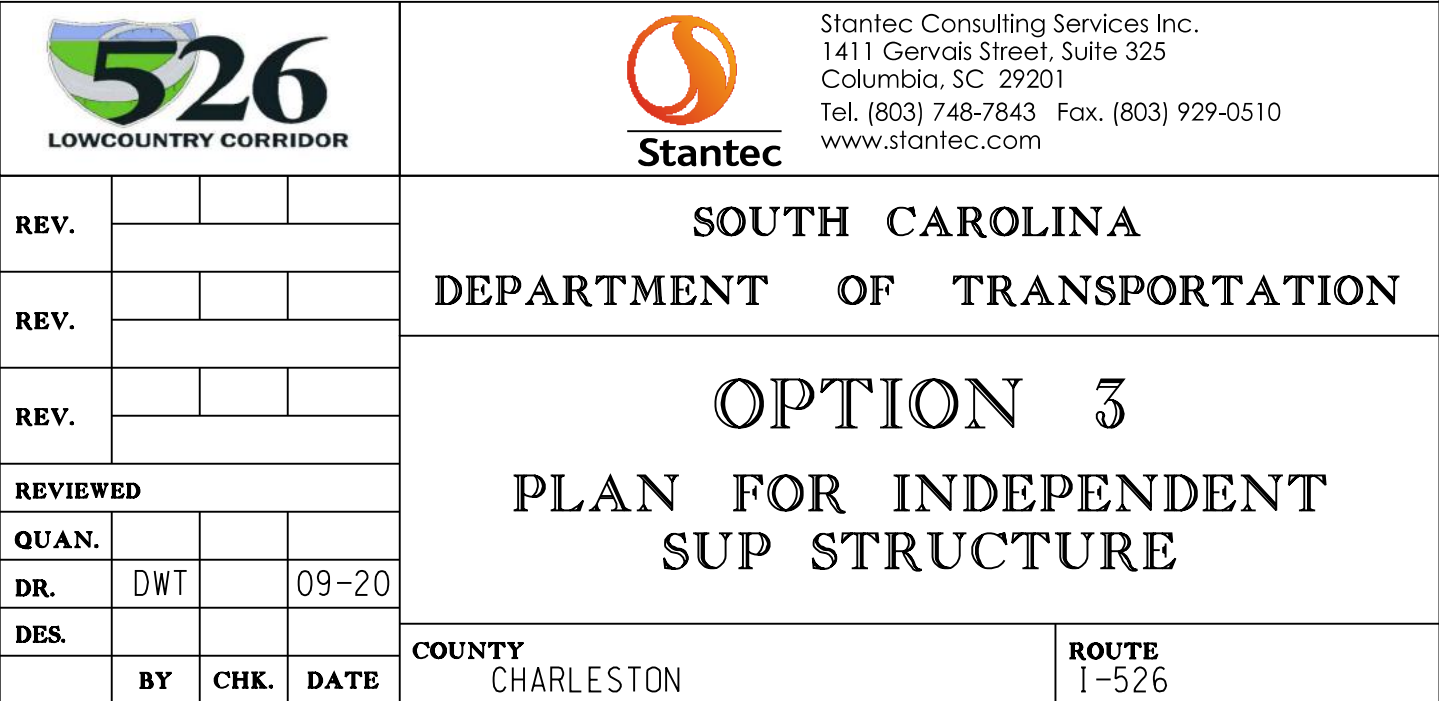 526
LOWCOUNTRY CORRIDOR
Stantec
Stantec Consulting Services Inc.
1411 Gervais Street, Suite 325
Columbia, SC 29201
Tel. (803) 748-7843 Fax. (803) 929-0510
www.stantec.com
REV.
REV.
REV.
REVIEWED
QUAN.
DR. DWT 09-20
DES.
BY CHK. DATE
SOUTH CAROLINA
DEPARTMENT OF TRANSPORTATION
OPTION 3
PLAN FOR INDEPENDENT
SUP STRUCTURE
COUNTY
CHARLESTON
ROUTE
I-526